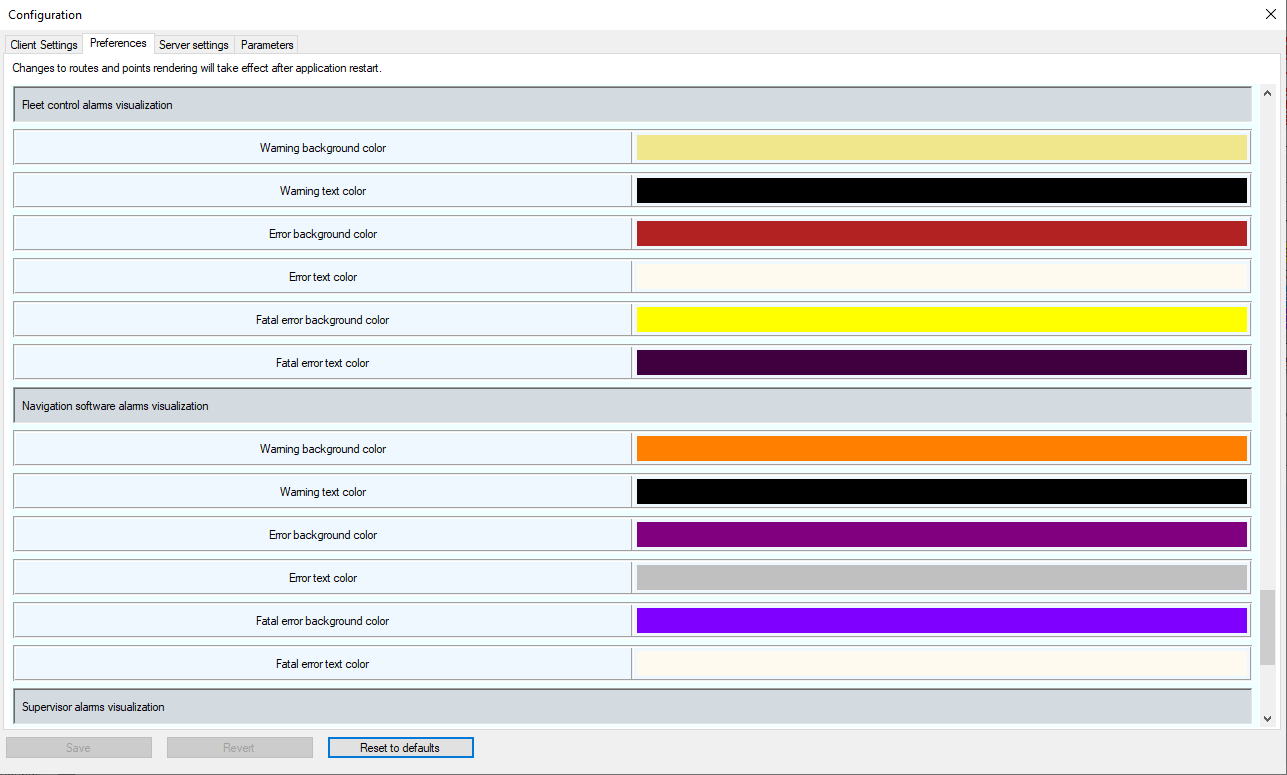 Configuration
Client Settings
Preferences
Server settings
Parameters
Changes to routes and points rendering will take effect after application restart.
Fleet control alarms visualization
Warning background color
Warning text color
Error background color
Error text color
Fatal error background color
Fatal error text color
Navigation software alarms visualization
Warning background color
Warning text color
Error background color
Error text color
Fatal error background color
Fatal error text color
Supervisor alarms visualization
Save
Revert
Reset to defaults